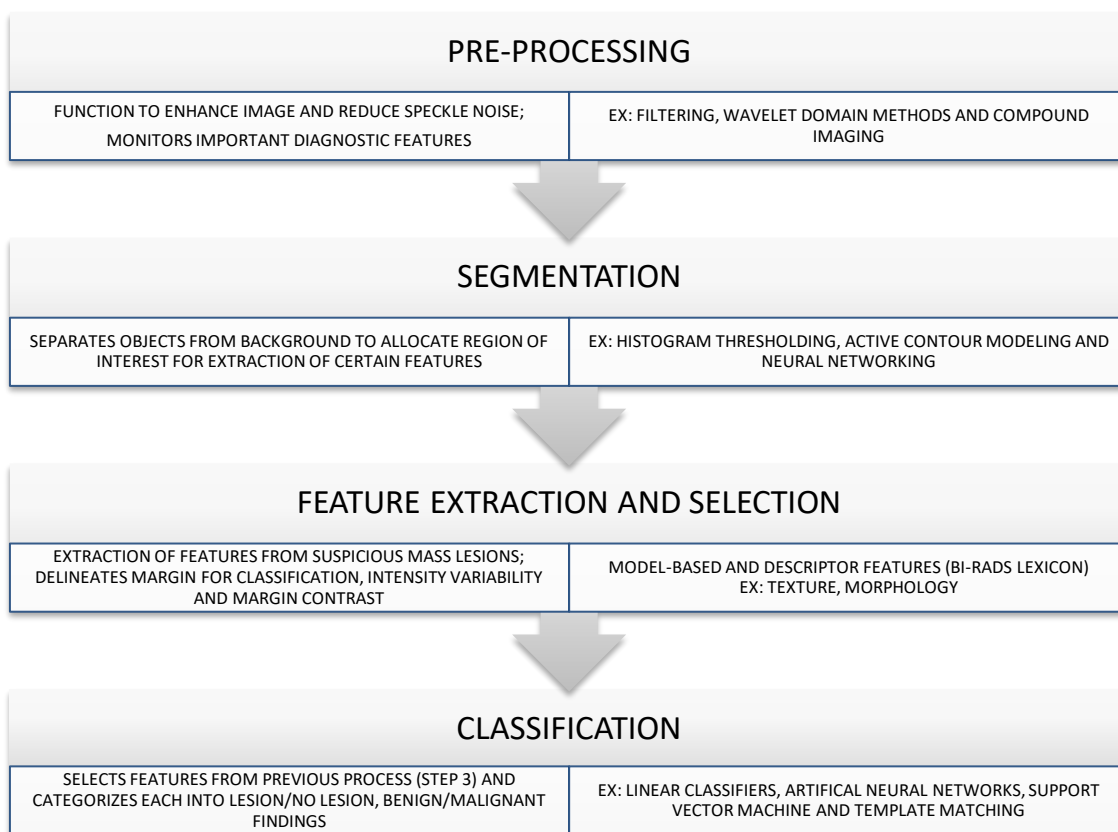 PRE-PROCESSING
FUNCTION TO ENHANCE IMAGE AND REDUCE SPECKLE NOISE;
MONITORS IMPORTANT DIAGNOSTIC FEATURES
EX: FILTERING, WAVELET DOMAIN METHODS AND COMPOUND
IMAGING
SEGMENTATION
SEPARATES OBJECTS FROM BACKGROUND TO ALLOCATE REGION OF
INTEREST FOR EXTRACTION OF CERTAIN FEATURES
EX: HISTOGRAM THRESHOLDING, ACTIVE CONTOUR MODELING AND
NEURAL NETWORKING
FEATURE EXTRACTION AND SELECTION
EXTRACTION OF FEATURES FROM SUSPICIOUS MASS LESIONS;
DELINEATES MARGIN FOR CLASSIFICATION, INTENSITY VARIABILITY
AND MARGIN CONTRAST
MODEL-BASED AND DESCRIPTOR FEATURES (BI-RADS LEXICON)
EX: TEXTURE, MORPHOLOGY
CLASSIFICATION
SELECTS FEATURES FROM PREVIOUS PROCESS (STEP 3) AND
CATEGORIZES EACH INTO LESION/NO LESION, BENIGN/MALIGNANT
FINDINGS
EX: LINEAR CLASSIFIERS, ARTIFICAL NEURAL NETWORKS, SUPPORT
VECTOR MACHINE AND TEMPLATE MATCHING